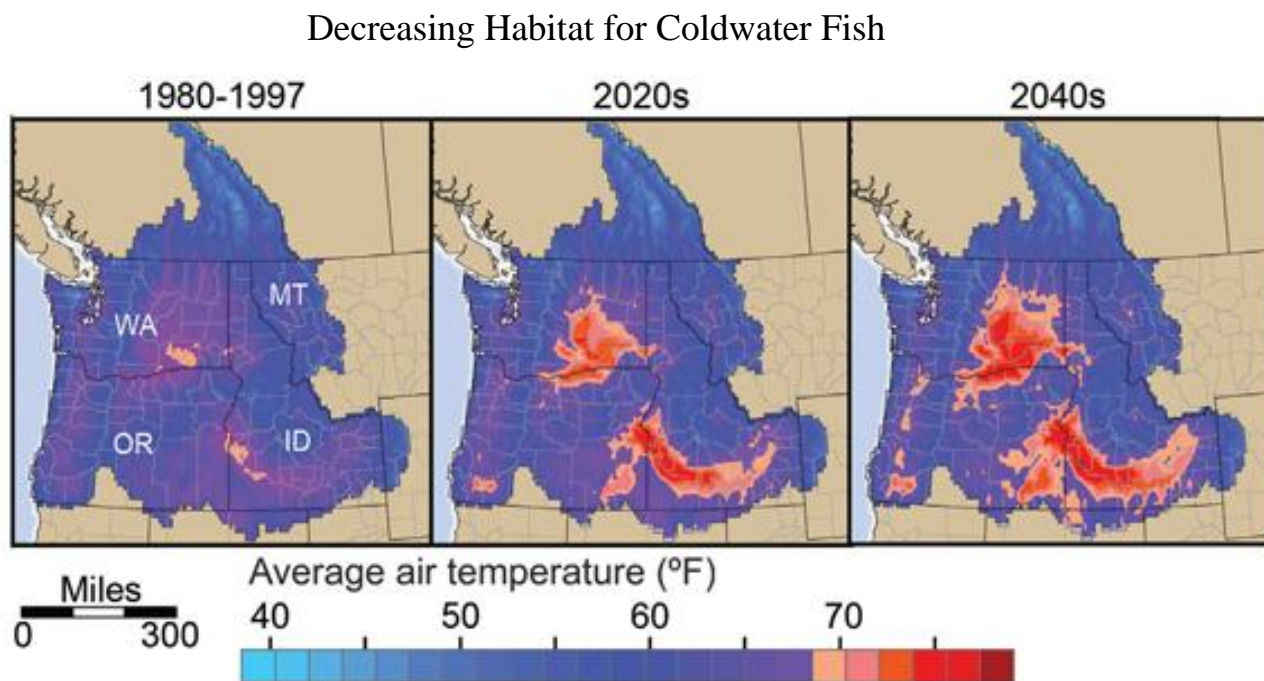 Decreasing Habitat for Coldwater Fish
1980-1997
2020s
2040s
WA
MT
OR
ID
Miles
0 300
Average air temperature (ºF)
40 50 60 70